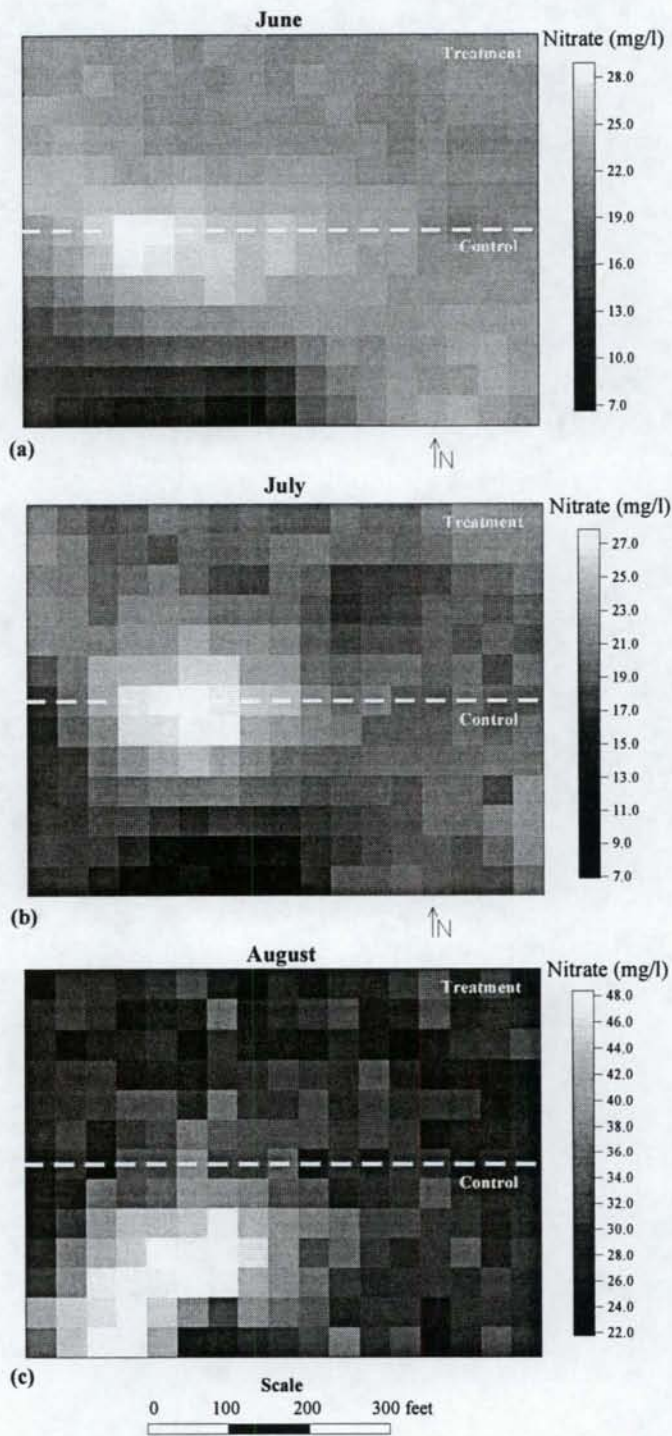 June
Treatment
Control
Nitrate (mg/l)
28.0
25.0
22.0
19.0
16.0
13.0
10.0
7.0
(a)
N
July
Treatment
Control
Nitrate (mg/l)
27.0
25.0
23.0
21.0
19.0
17.0
15.0
13.0
11.0
9.0
7.0
(b)
N
August
Treatment
Control
Nitrate (mg/l)
48.0
46.0
44.0
42.0
40.0
38.0
36.0
34.0
32.0
30.0
28.0
26.0
24.0
22.0
(c)
Scale
0 100 200 300 feet